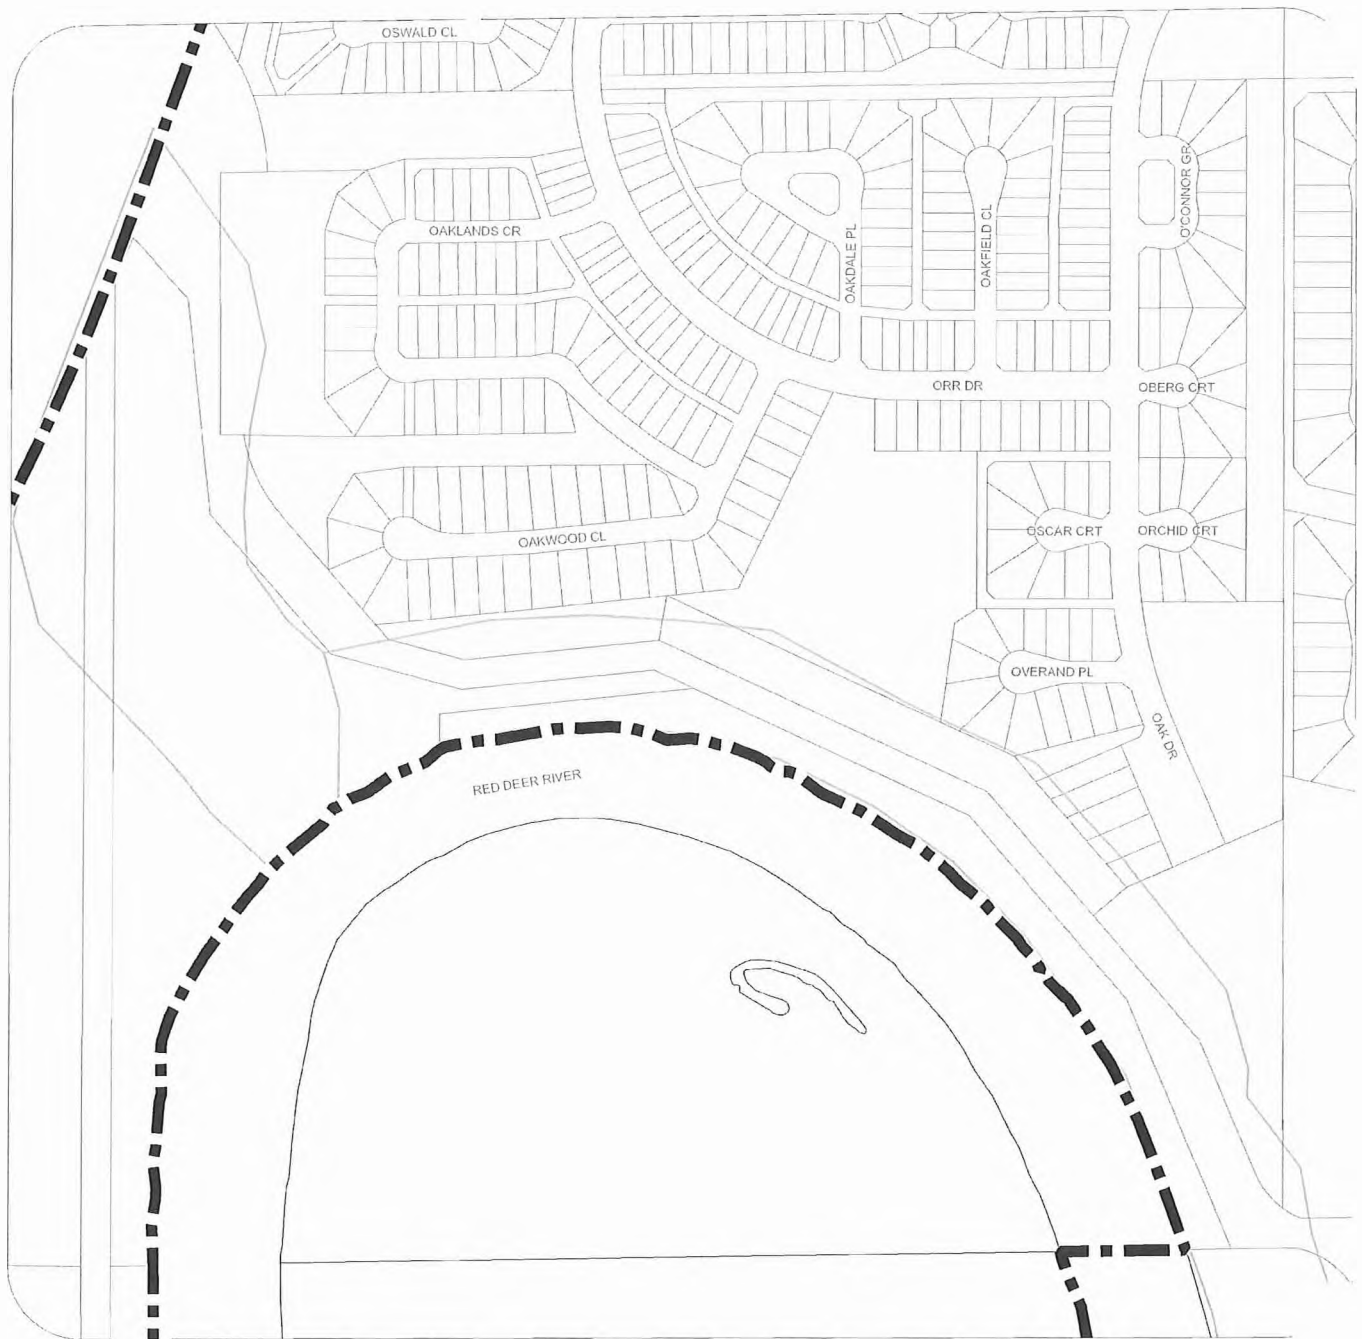 OSWALD CL
OAKLANDS CR
OAKDALE PL
OAKFIELD CL
O'CONNOR GR
ORR DR
OBERG CRT
OAKWOOD CL
OSCAR CRT
ORCHID CRT
OVERAND PL
OAK DR
RED DEER RIVER